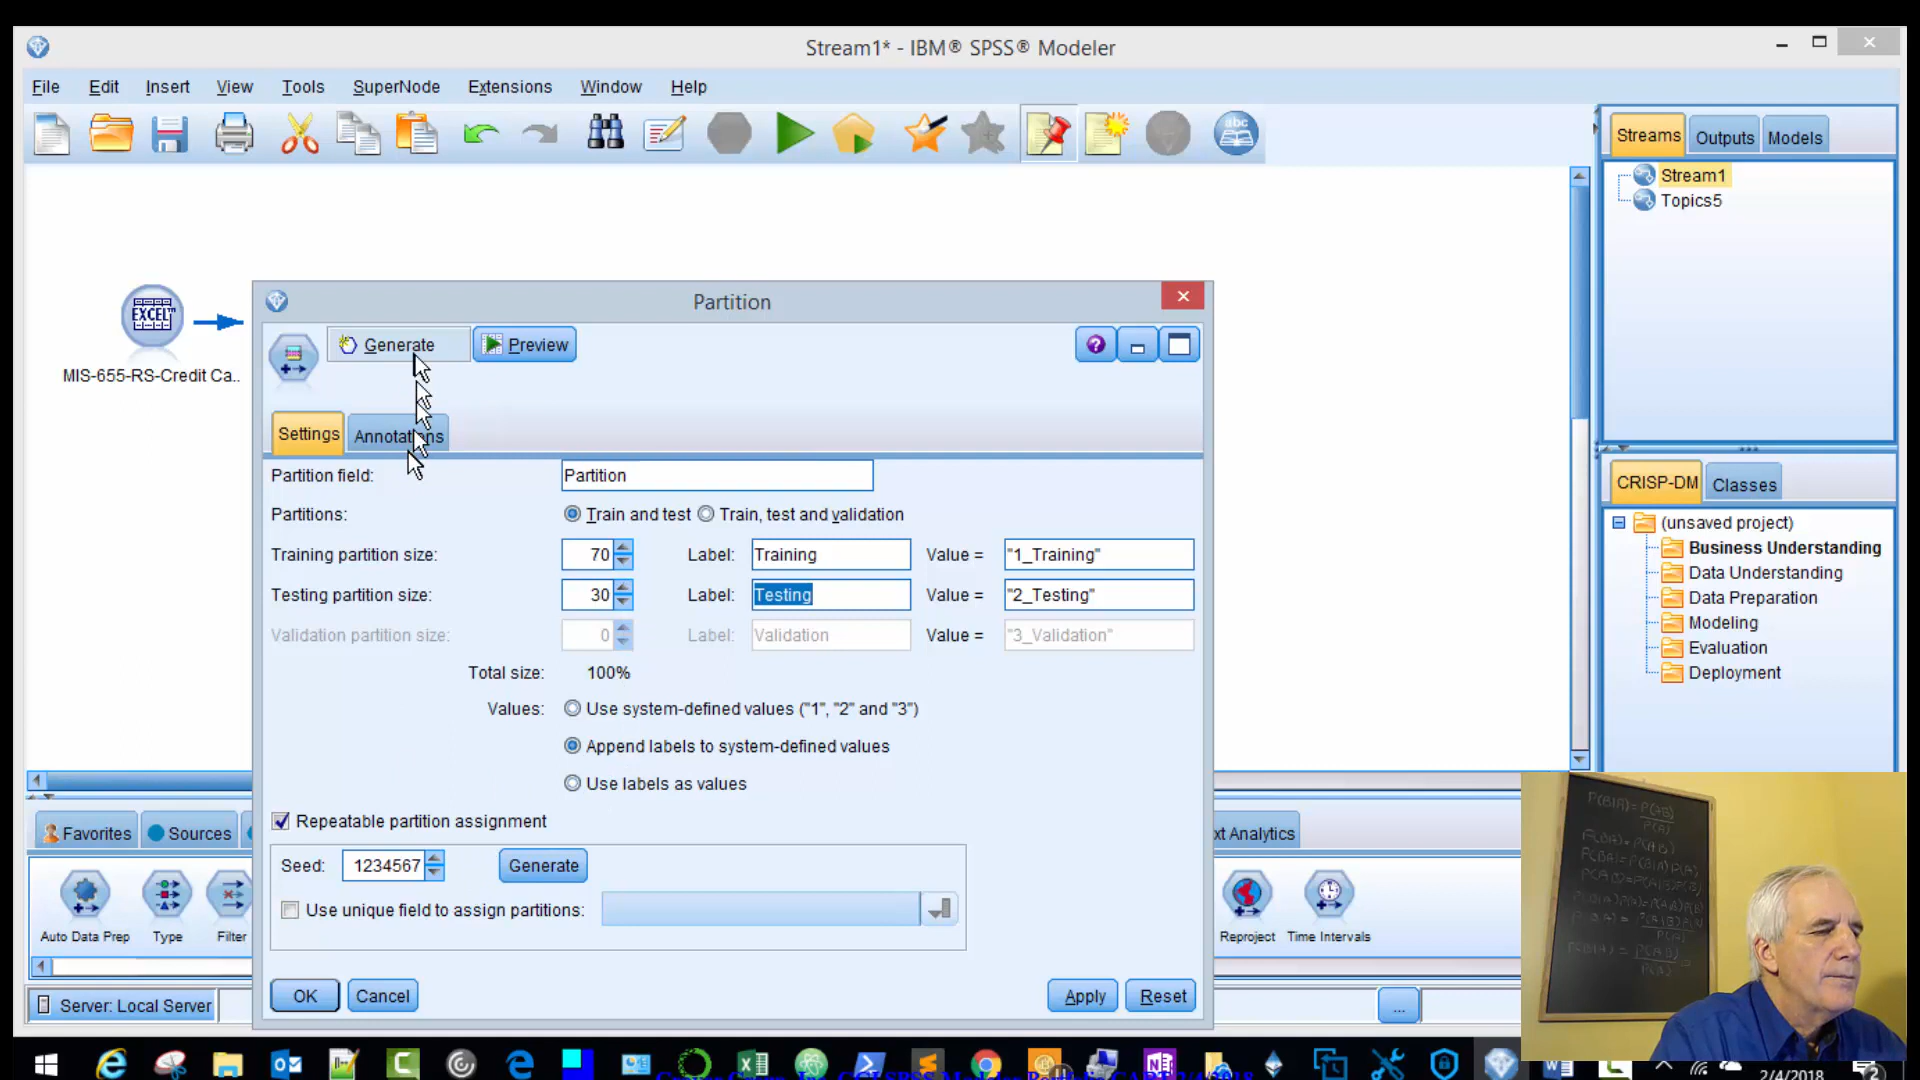 Stream1* - IBM® SPSS® Modeler
File Edit Insert View Tools SuperNode Extensions Window Help
abc
Streams Outputs Models
Stream1
Topics5
EXCEL™
MIS-655-RS-Credit Ca..
Partition
Generate Preview
Settings Annotations
Partition field: Partition
Partitions: Train and test Train, test and validation
Training partition size: 70 Label: Training Value = "1_Training"
Testing partition size: 30 Label: Testing Value = "2_Testing"
Validation partition size: 0 Label: Validation Value = "3_Validation"
Total size: 100%
Values: Use system-defined values ("1", "2" and "3")
Append labels to system-defined values
Use labels as values
Repeatable partition assignment
Seed: 1234567 Generate
Use unique field to assign partitions:
OK Cancel Apply Reset
CRISP-DM Classes
(unsaved project)
Business Understanding
Data Understanding
Data Preparation
Modeling
Evaluation
Deployment
Favorites Sources xt Analytics
Auto Data Prep Type Filter Reproject Time Intervals
Server: Local Server ...
P(B|A) = P(AB)
P(A)
2/4/2018